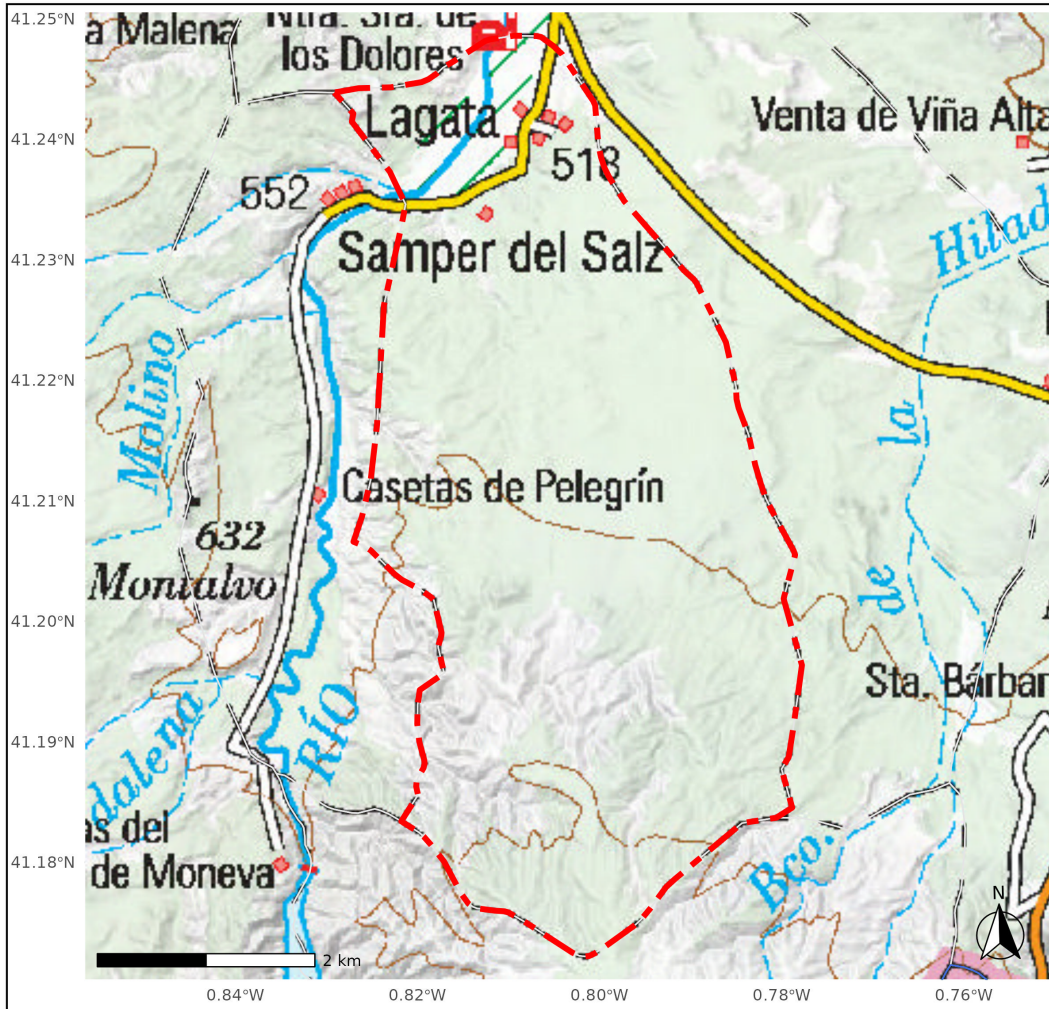 41.25°N
41.24°N
41.23°N
41.22°N
41.21°N
41.20°N
41.19°N
41.18°N
a Malena
Ntra. Sta. de
los Dolores
Lagata
Venta de Viña Alta
518
552
Samper del Salz
Hilad
Molino
la
Casetas de Pelegrín
632
Montalvo
de
Sta. Bárbar
RÍO
dalena
as del
de Moneva
Bco.
N
2 km
0.84°W
0.82°W
0.80°W
0.78°W
0.76°W